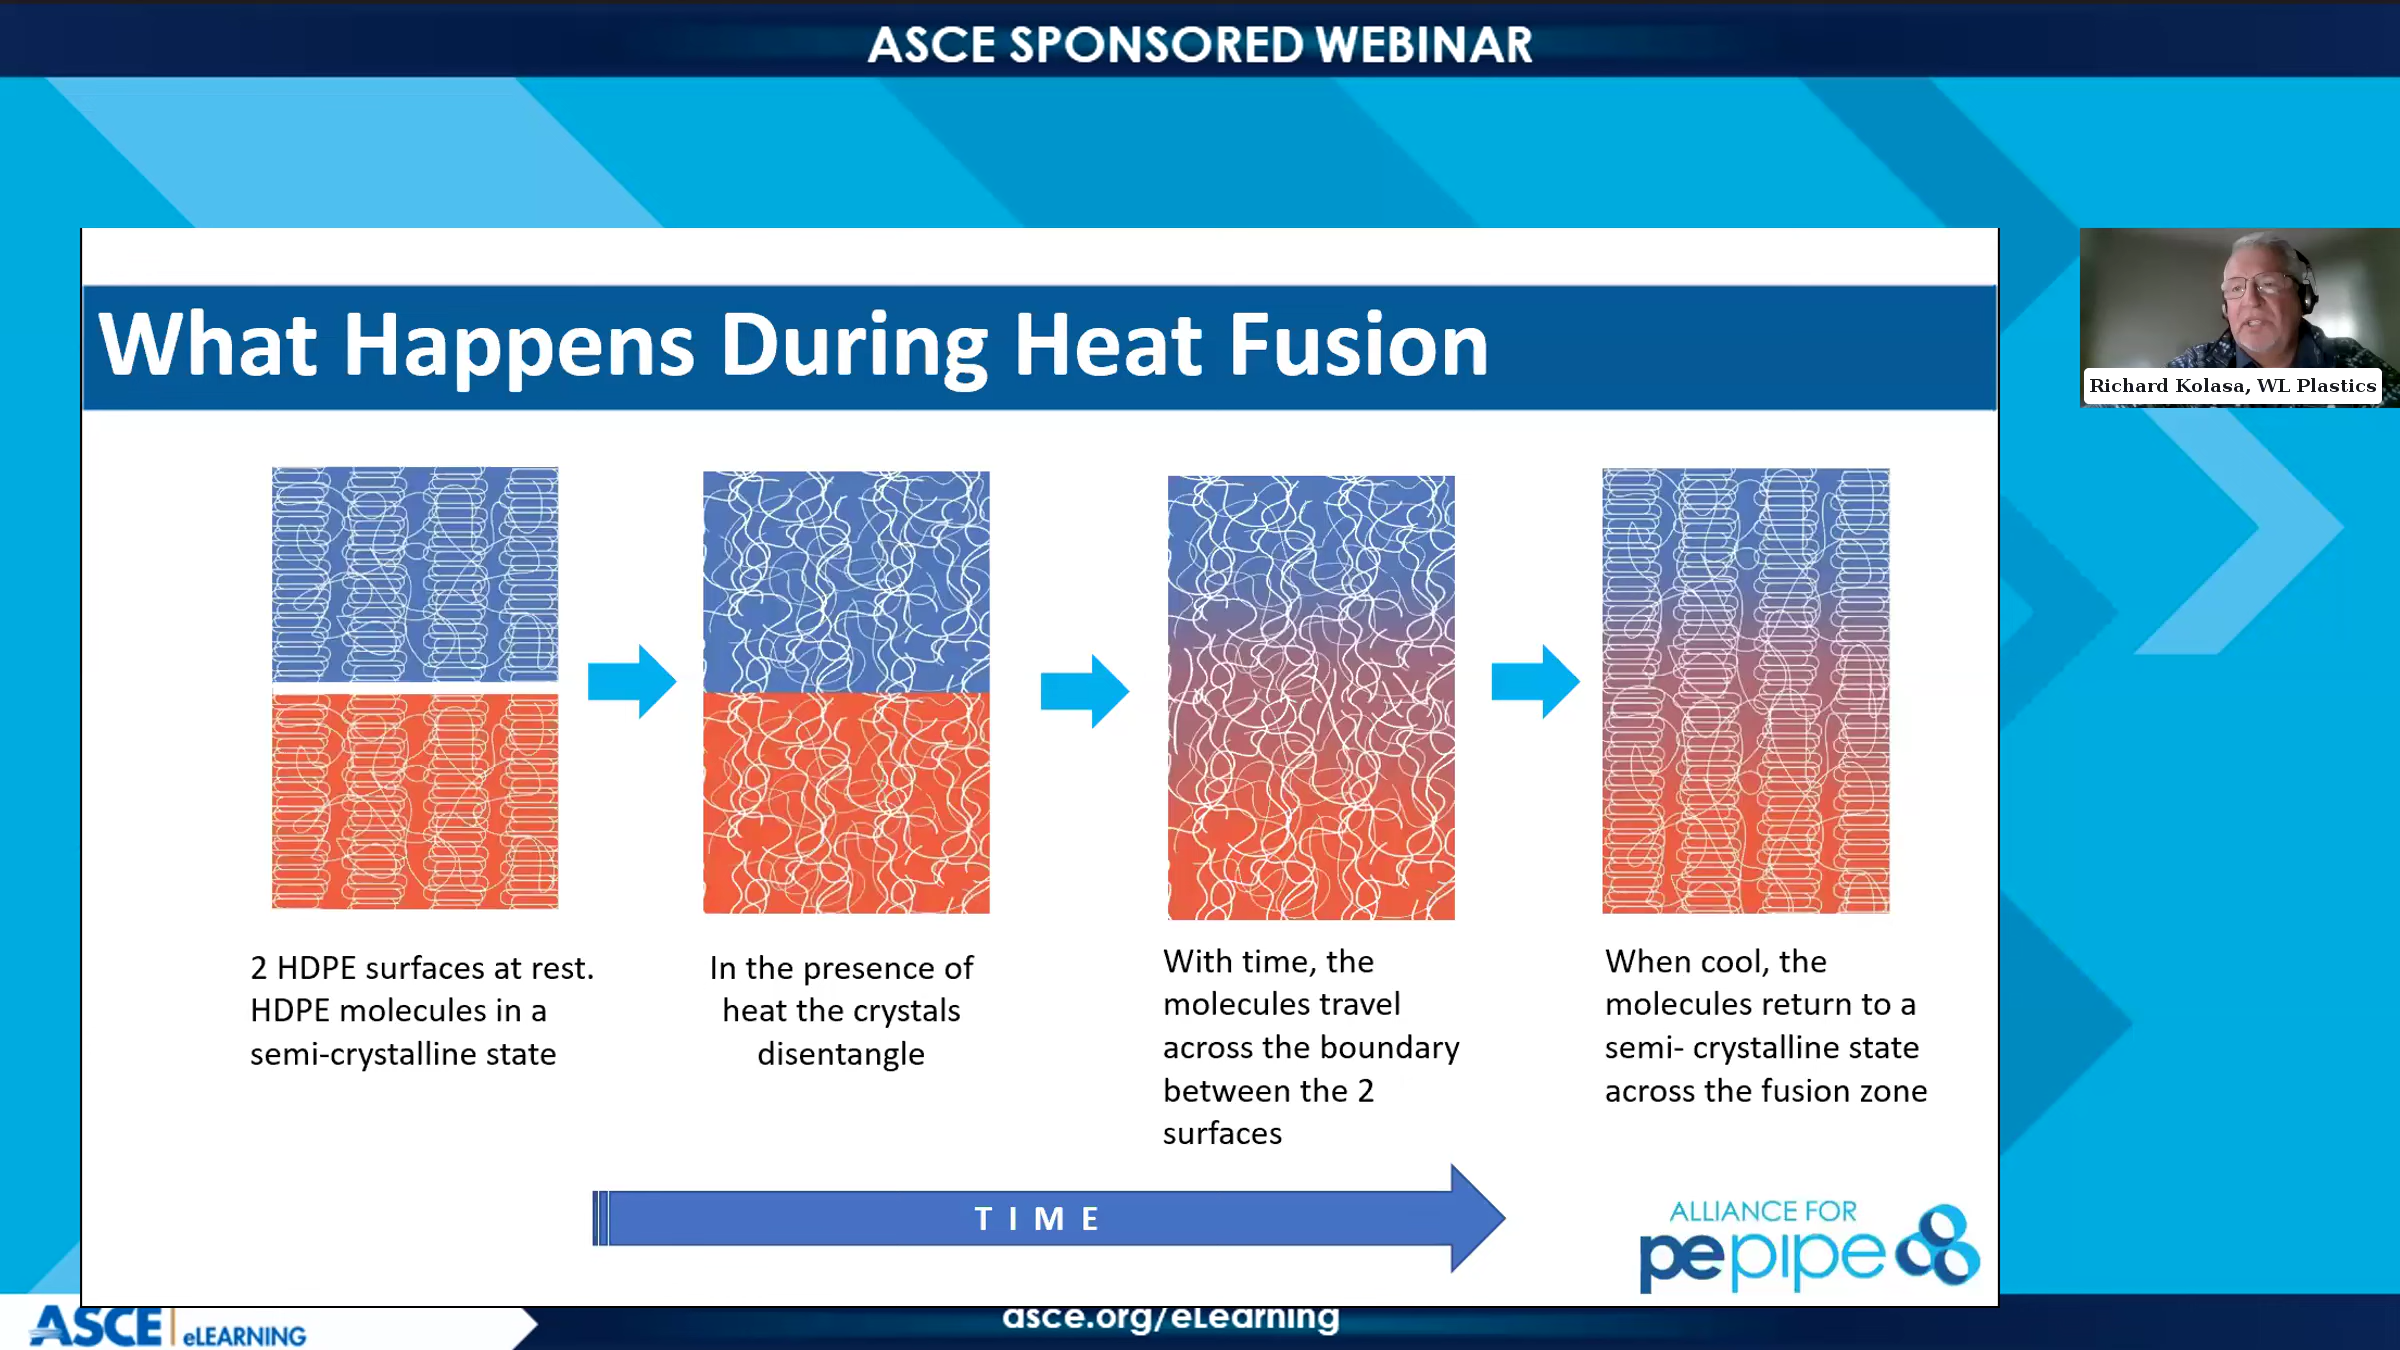 ASCE SPONSORED WEBINAR
What Happens During Heat Fusion
Richard Kolasa, WL Plastics
2 HDPE surfaces at rest.
HDPE molecules in a
semi-crystalline state
In the presence of
heat the crystals
disentangle
With time, the
molecules travel
across the boundary
between the 2
surfaces
When cool, the
molecules return to a
semi- crystalline state
across the fusion zone
TIME
ALLIANCE FOR
pepipe
ASCE eLEARNING
asce.org/eLearning